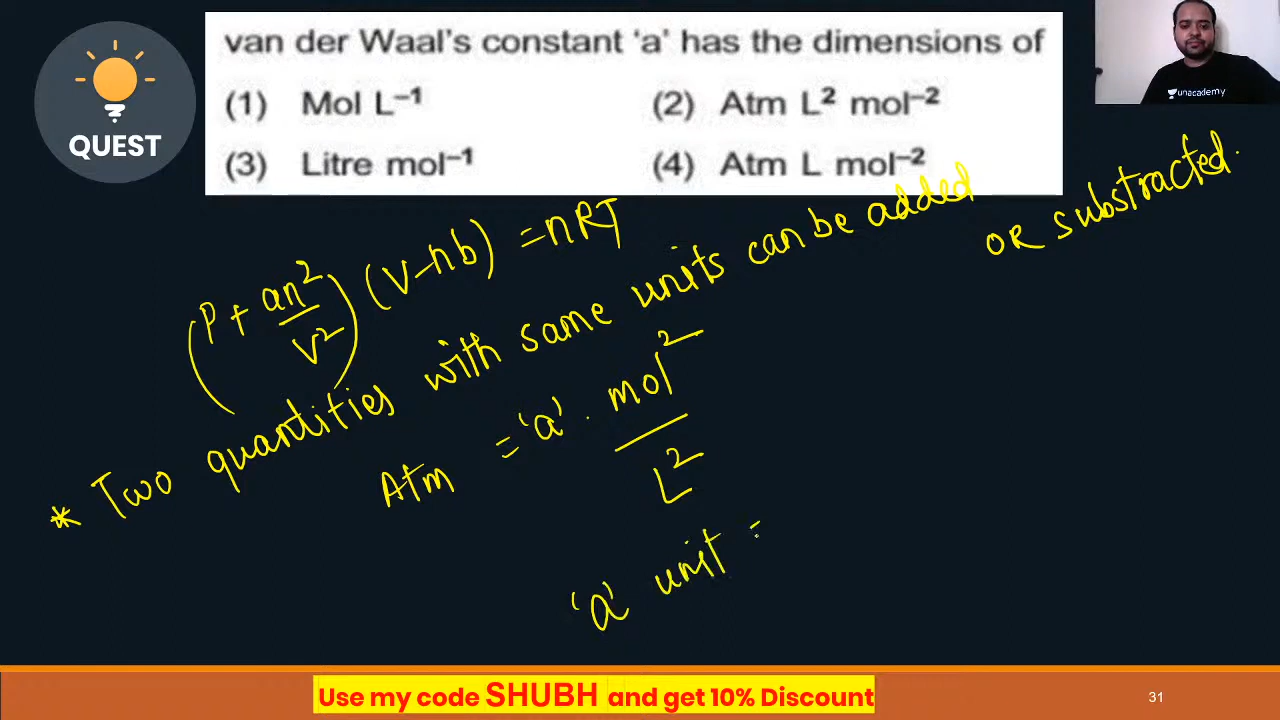 QUEST
van der Waal's constant 'a' has the dimensions of
(1) Mol L⁻¹
(2) Atm L² mol⁻²
(3) Litre mol⁻¹
(4) Atm L mol⁻²
unacademy
(P + an²/V²) (V-nb) = nRT
* Two quantities with same units can be added
OR substracted.
Atm = 'a' . mol²/L²
'a' unit =
Use my code SHUBH and get 10% Discount
31